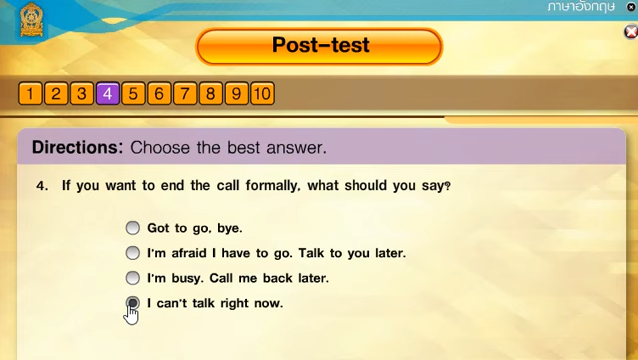 ภาษาอังกฤษ
Post-test
1 2 3 4 5 6 7 8 9 10
Directions: Choose the best answer.
4. If you want to end the call formally, what should you say?
Got to go, bye.
I'm afraid I have to go. Talk to you later.
I'm busy. Call me back later.
I can't talk right now.